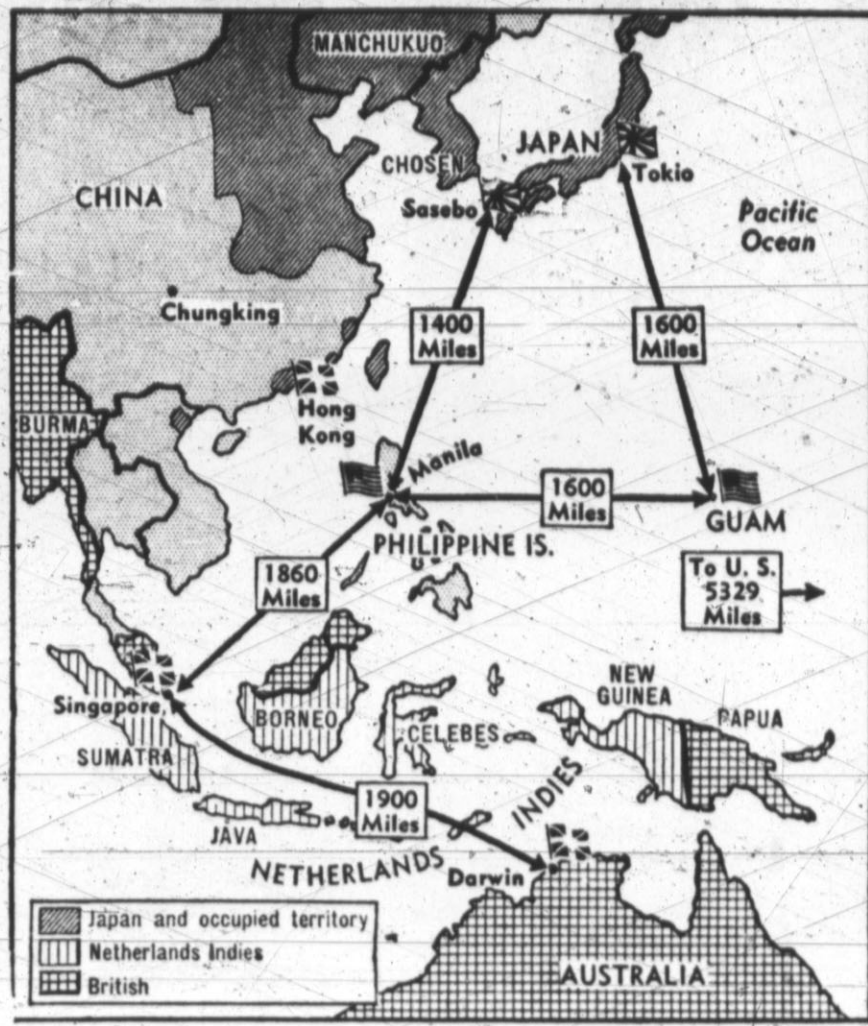 MANCHUKUO
JAPAN
CHOSEN
Tokio
CHINA
Sasebo
Pacific
Ocean
Chungking
1400
Miles
1600
Miles
Hong
Kong
BURMA
Manila
1600
Miles
GUAM
PHILIPPINE IS.
1860
Miles
To U. S.
5329
Miles
NEW
GUINEA
PAPUA
Singapore
BORNEO
CELEBES
SUMATRA
1900
Miles
JAVA
NETHERLANDS INDIES
Darwin
Japan and occupied territory
Netherlands Indies
British
AUSTRALIA